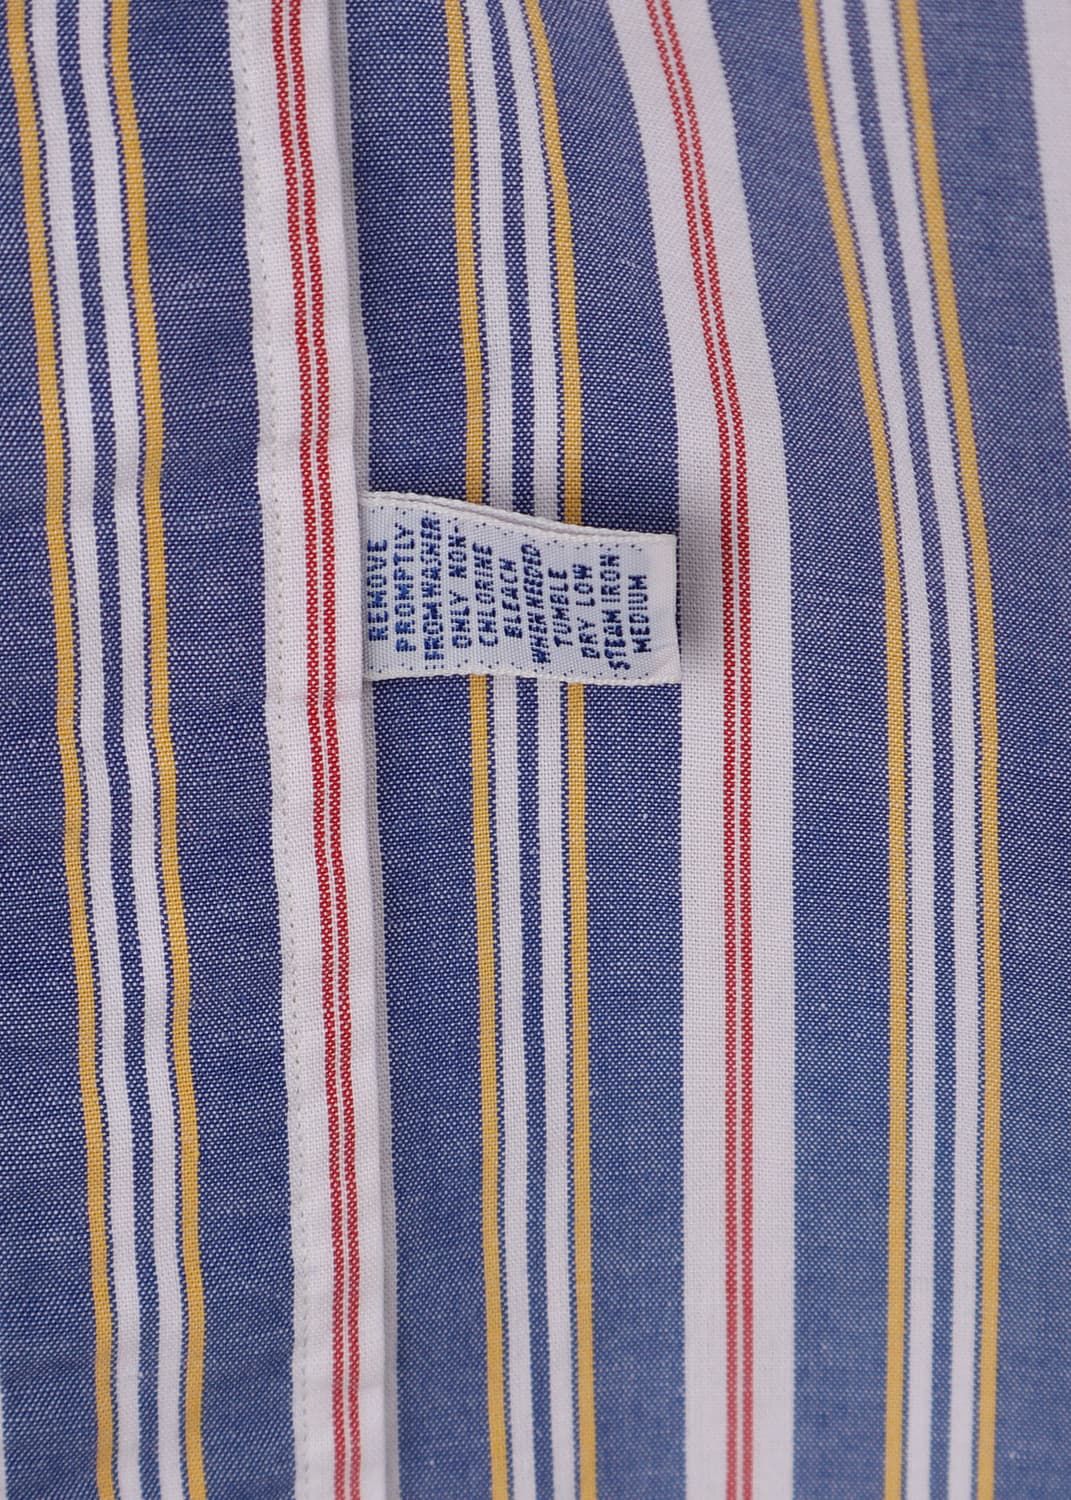 REMOVE
PROMPTLY
FROM WASHER
ONLY NON-
CHLORINE
BLEACH
WHEN NEEDED
TUMBLE
DRY LOW
STEAM IRON-
MEDIUM